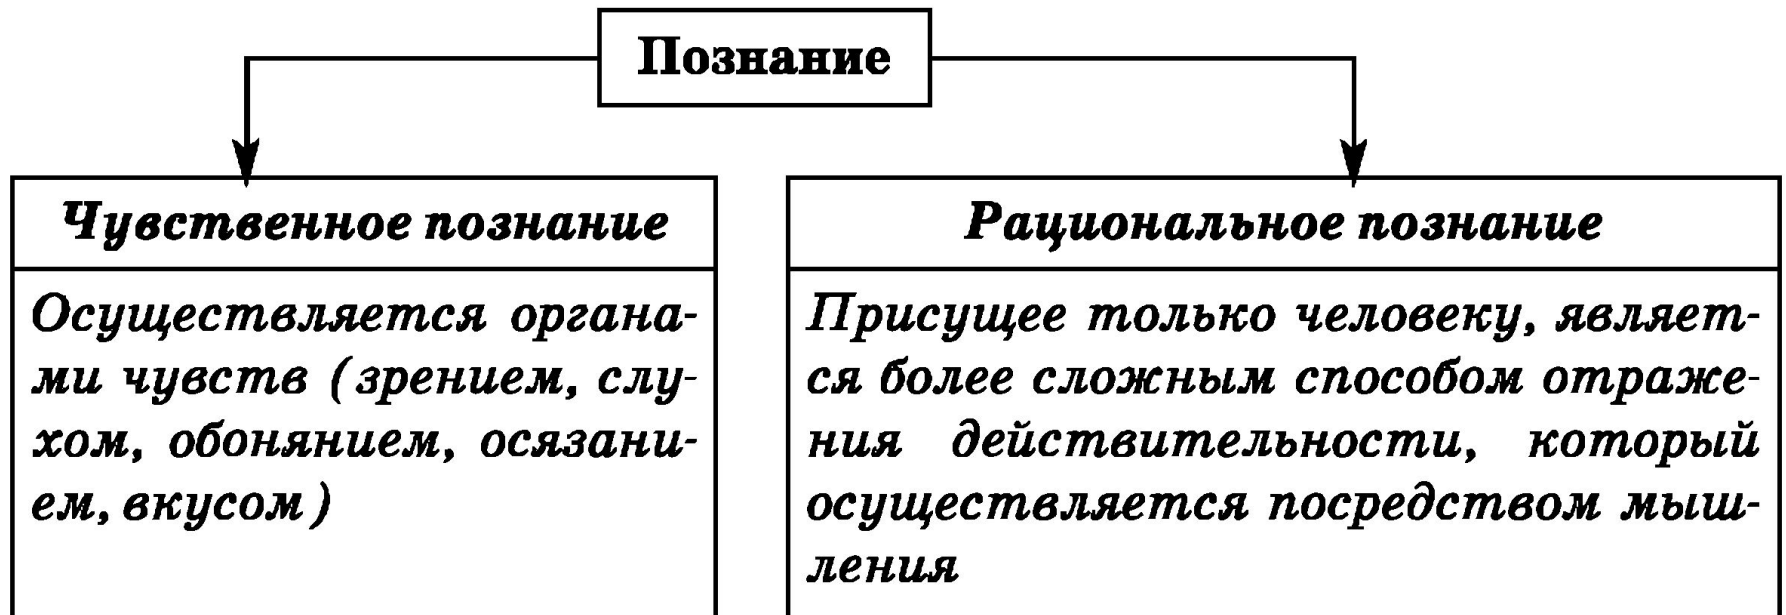 Познание
Чувственное познание
Осуществляется органа-
ми чувств (зрением, слу-
хом, обонянием, осязани-
ем, вкусом)
Рациональное познание
Присущее только человеку, являет-
ся более сложным способом отраже-
ния действительности, который
осуществляется посредством мыш-
ления